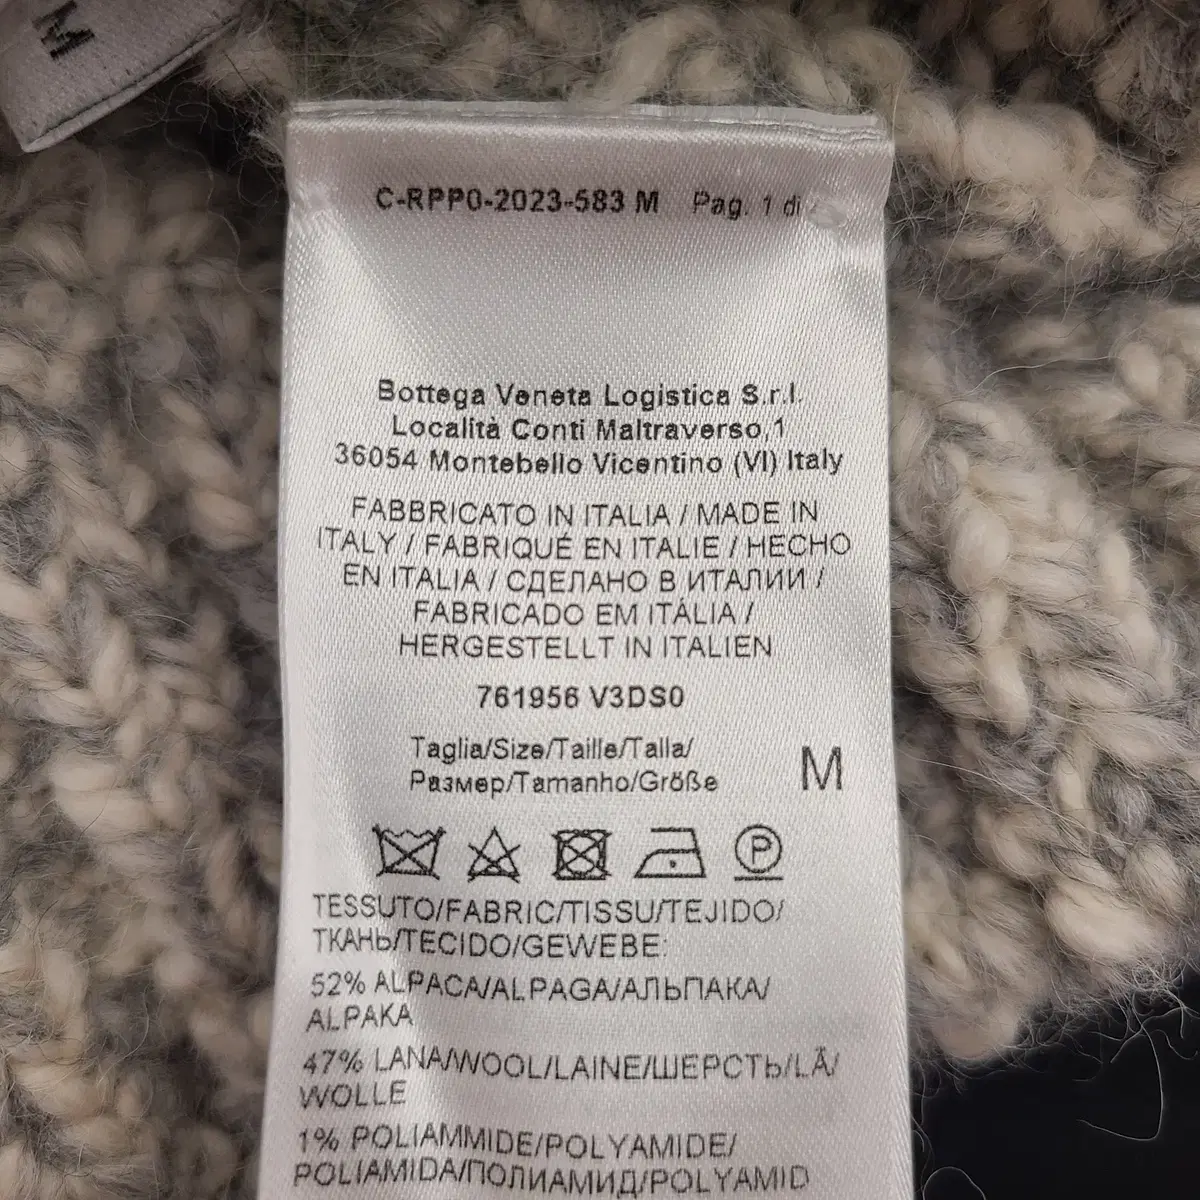 M
C-RPP0-2023-583 M Pag. 1 di
Bottega Veneta Logistica S.r.l.
Località Conti Maltraverso,1
36054 Montebello Vicentino (VI) Italy
FABBRICATO IN ITALIA / MADE IN
ITALY / FABRIQUÉ EN ITALIE / HECHO
EN ITALIA / СДЕЛАНО В ИТАЛИИ /
FABRICADO EM ITÁLIA /
HERGESTELLT IN ITALIEN
761956 V3DS0
Taglia/Size/Taille/Talla/
Размер/Tamanho/Größe M
P
TESSUTO/FABRIC/TISSU/TEJIDO/
ТКАНЬ/TECIDO/GEWEBE:
52% ALPACA/ALPAGA/АЛЬПАКА/
ALPAKA
47% LANA/WOOL/LAINE/ШЕРСТЬ/LÃ/
WOLLE
1% POLIAMMIDE/POLYAMIDE/
POLIAMIDA/ПОЛИАМИД/POLYAMID